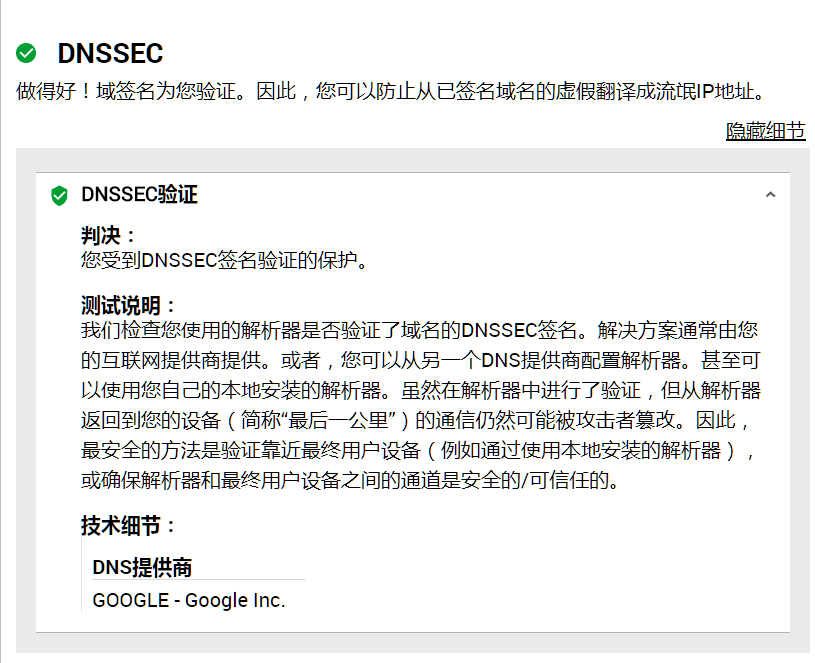 DNSSEC
做得好！域签名为您验证。因此，您可以防止从已签名域名的虚假翻译成流氓IP地址。
隐藏细节
DNSSEC验证
判决：
您受到DNSSEC签名验证的保护。
测试说明：
我们检查您使用的解析器是否验证了域名的DNSSEC签名。解决方案通常由您
的互联网提供商提供。或者，您可以从另一个DNS提供商配置解析器。甚至可
以使用您自己的本地安装的解析器。虽然在解析器中进行了验证，但从解析器
返回到您的设备（简称“最后一公里”）的通信仍然可能被攻击者篡改。因此，
最安全的方法是验证靠近最终用户设备（例如通过使用本地安装的解析器），
或确保解析器和最终用户设备之间的通道是安全的/可信任的。
技术细节：
DNS提供商
GOOGLE - Google Inc.